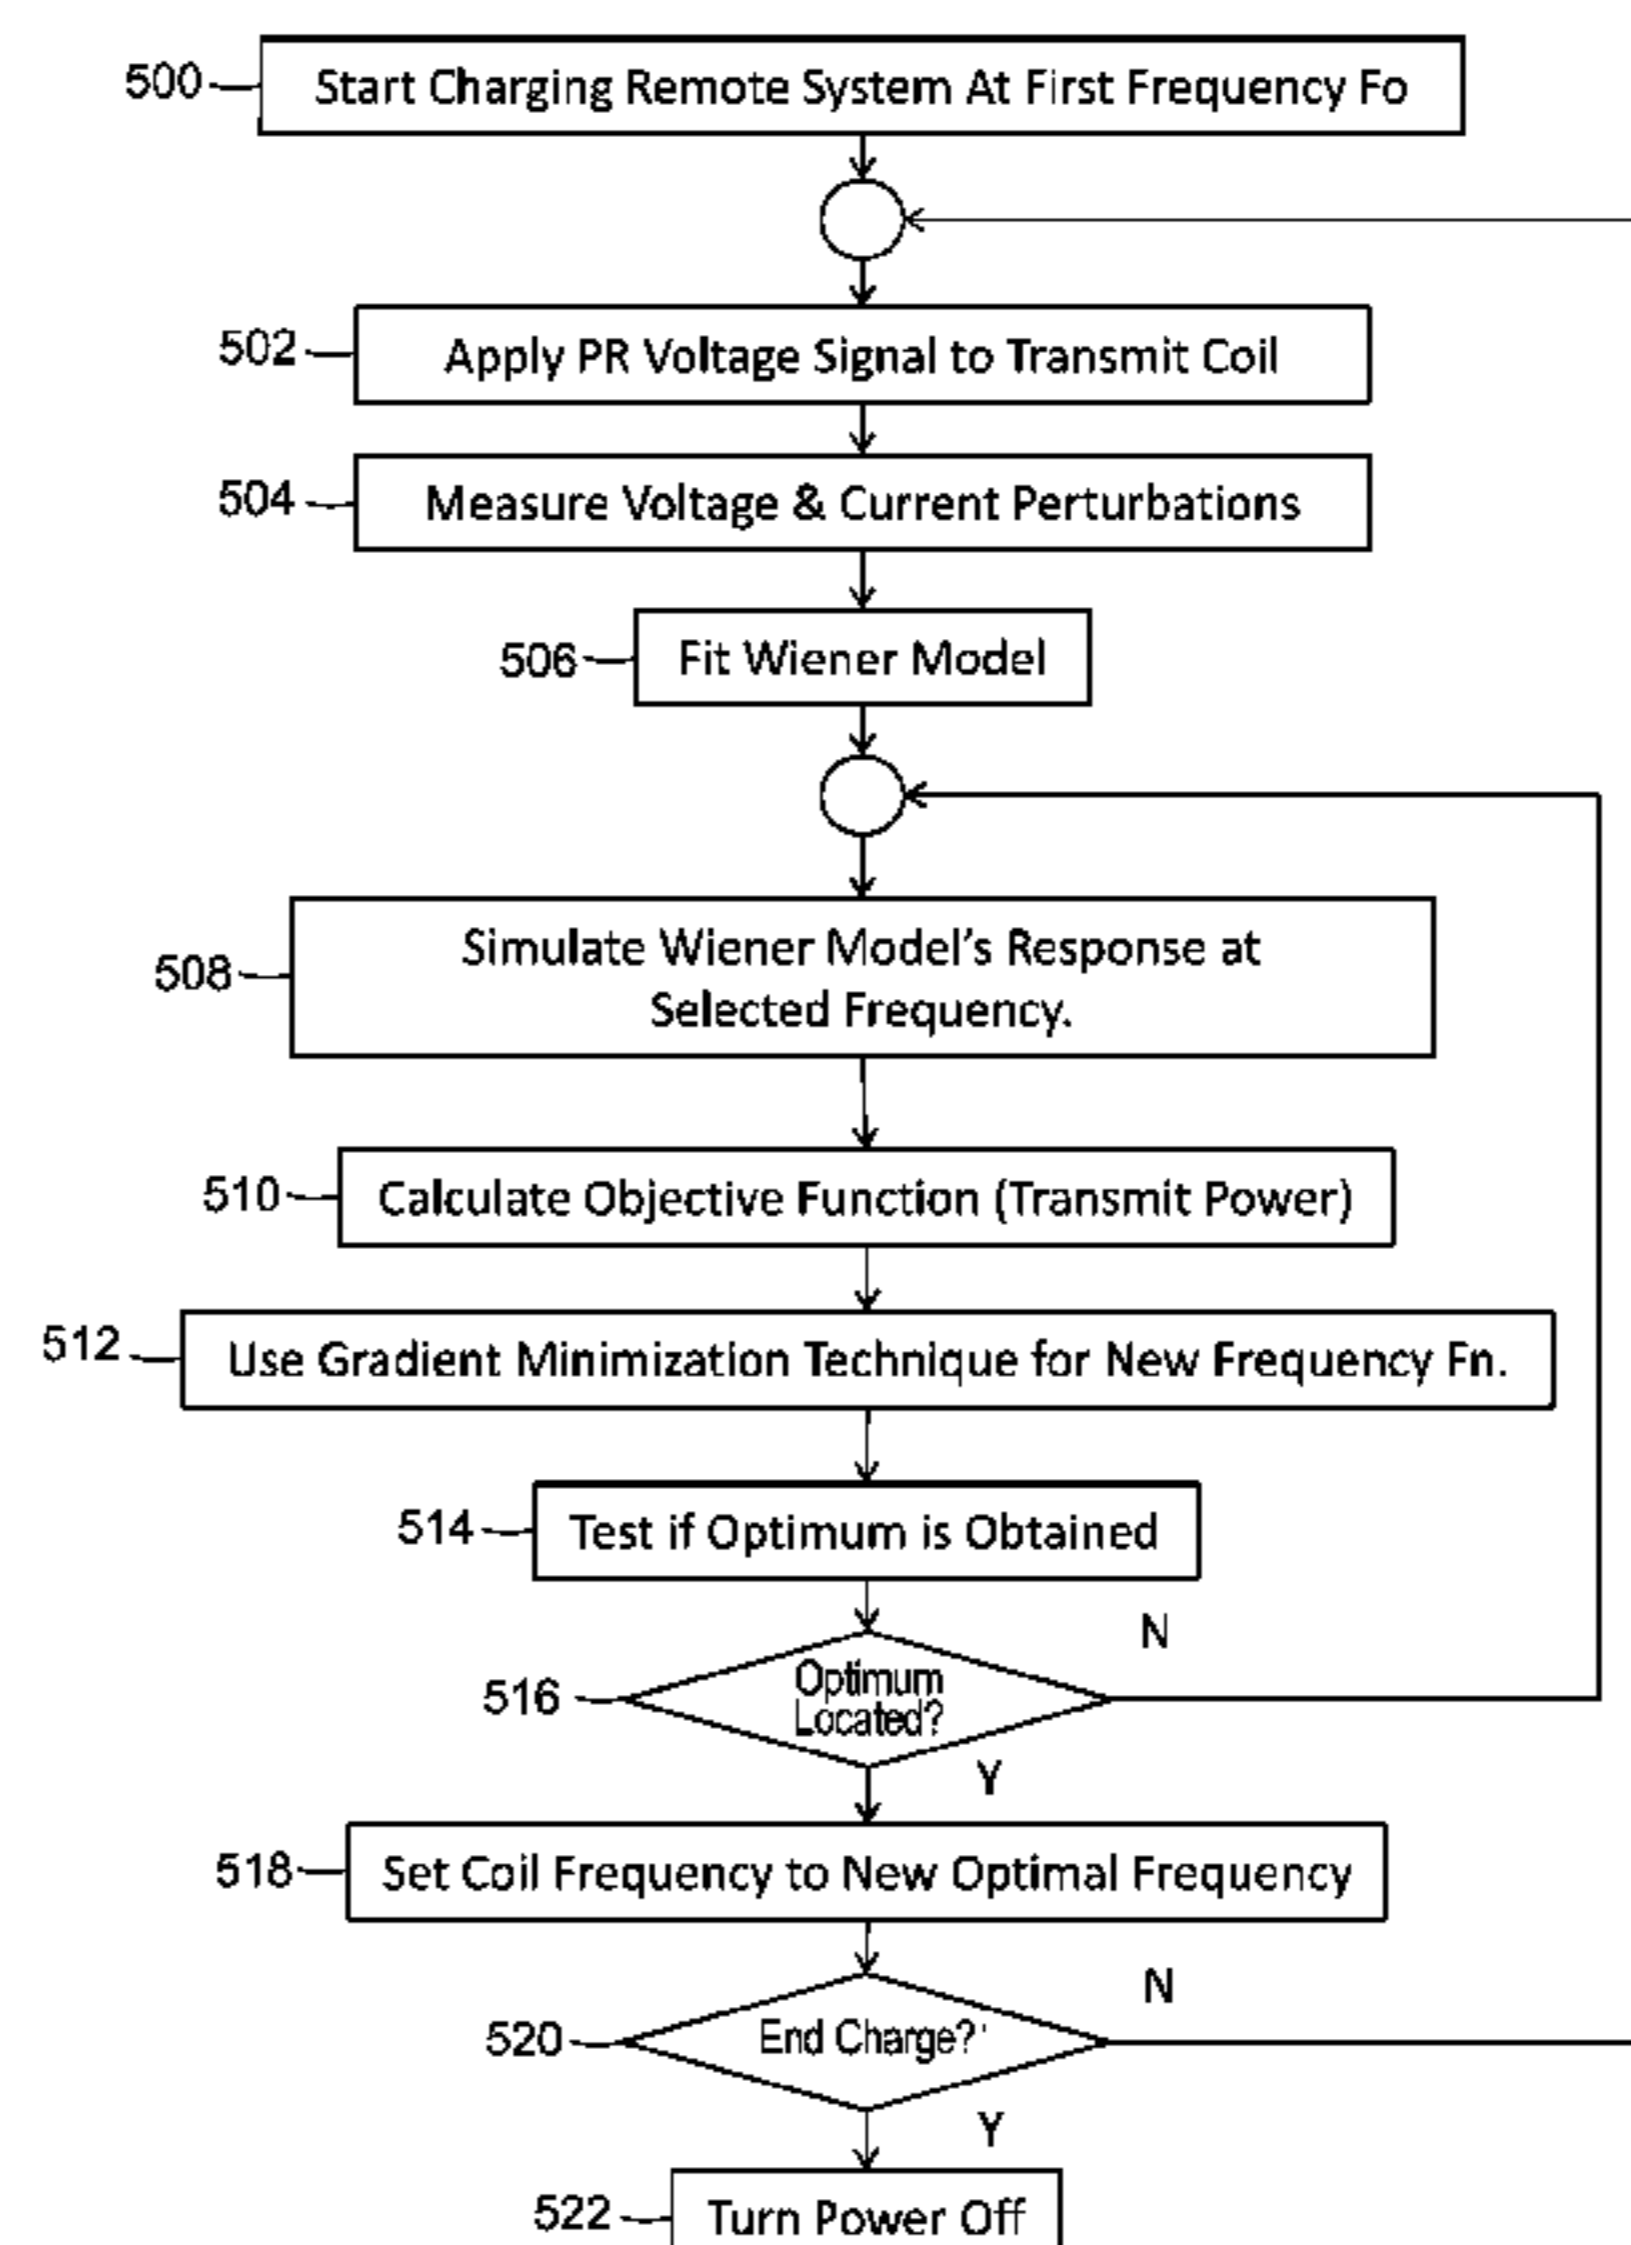 500
Start Charging Remote System At First Frequency Fo
502
Apply PR Voltage Signal to Transmit Coil
504
Measure Voltage & Current Perturbations
506
Fit Wiener Model
508
Simulate Wiener Model's Response at
Selected Frequency.
510
Calculate Objective Function (Transmit Power)
512
Use Gradient Minimization Technique for New Frequency Fn.
514
Test if Optimum is Obtained
N
516
Optimum
Located?
Y
518
Set Coil Frequency to New Optimal Frequency
N
520
End Charge?
Y
522
Turn Power Off